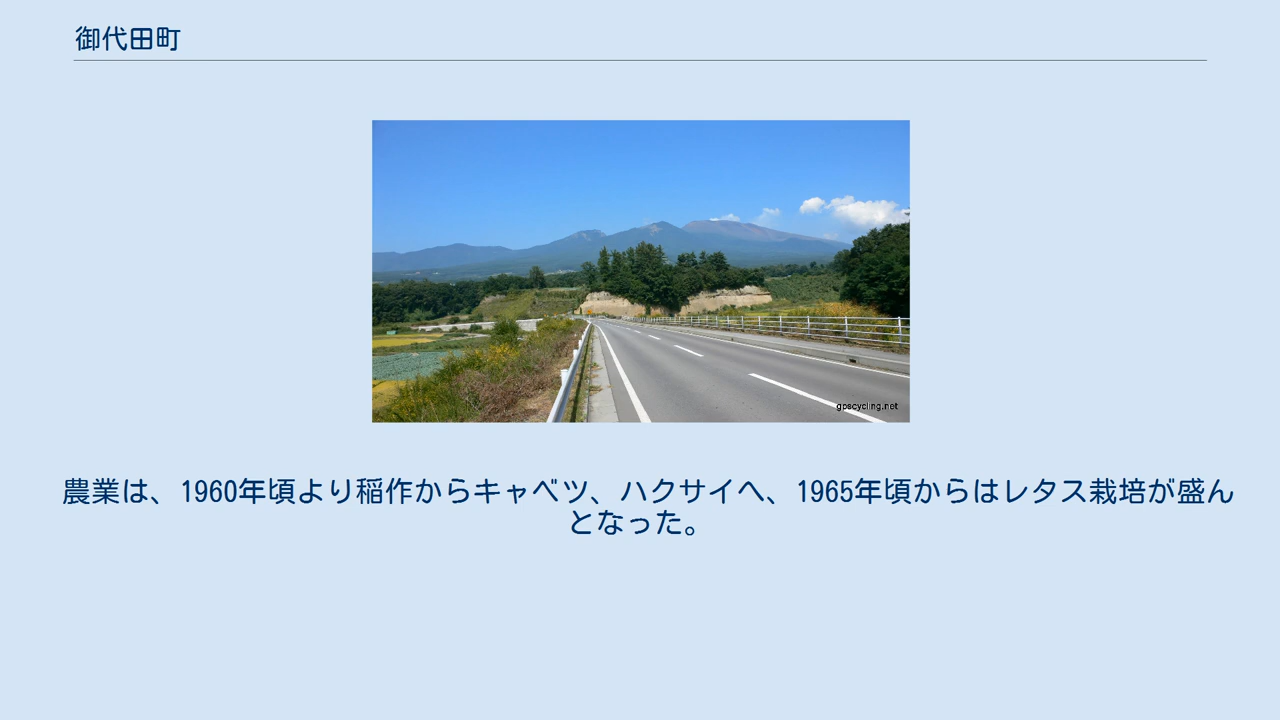 御代田町
gpscycling.net
農業は、1960年頃より稲作からキャベツ、ハクサイへ、1965年頃からはレタス栽培が盛ん
となった。